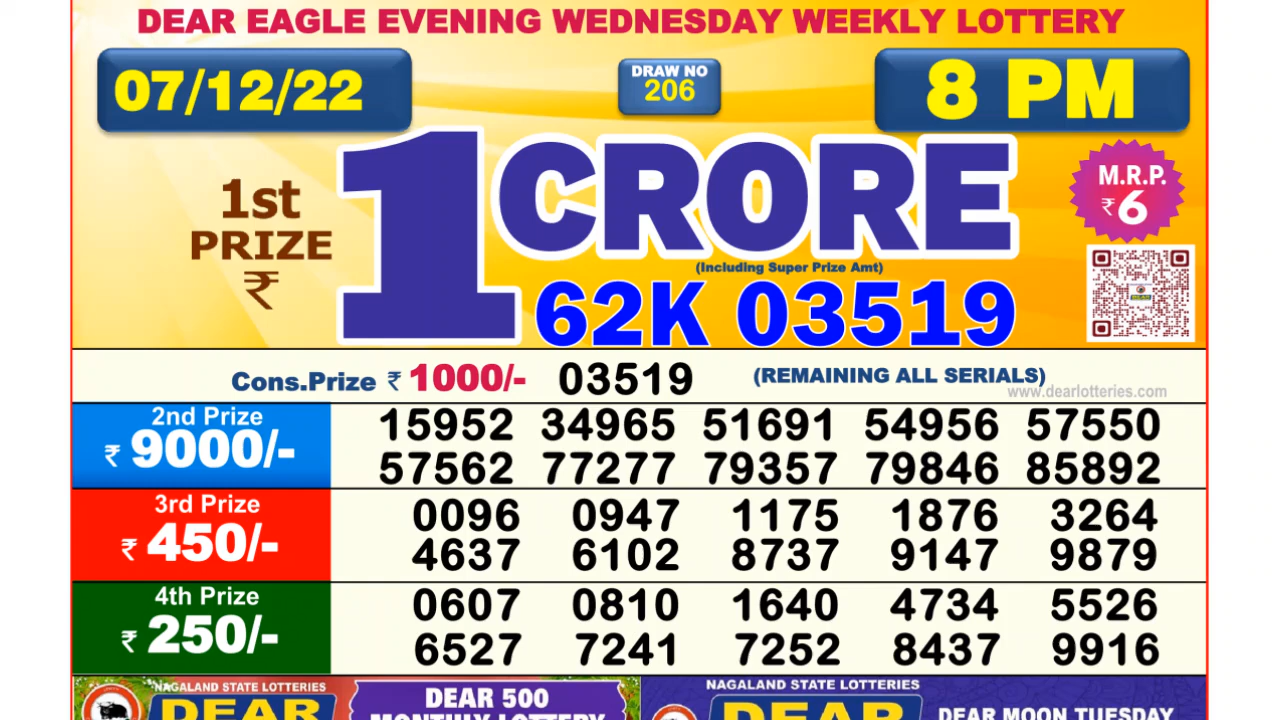 DEAR EAGLE EVENING WEDNESDAY WEEKLY LOTTERY
07/12/22
DRAW NO
206
8 PM
1st
PRIZE
₹
1 CRORE
(Including Super Prize Amt)
62K 03519
M.R.P.
₹6
Cons.Prize ₹ 1000/- 03519 (REMAINING ALL SERIALS)
www.dearlotteries.com
2nd Prize
₹ 9000/-
15952 34965 51691 54956 57550
57562 77277 79357 79846 85892
3rd Prize
₹ 450/-
0096 0947 1175 1876 3264
4637 6102 8737 9147 9879
4th Prize
₹ 250/-
0607 0810 1640 4734 5526
6527 7241 7252 8437 9916
NAGALAND STATE LOTTERIES
DEAR
DEAR 500
MONTHLY LOTTERY
NAGALAND STATE LOTTERIES
DEAR
DEAR MOON TUESDAY